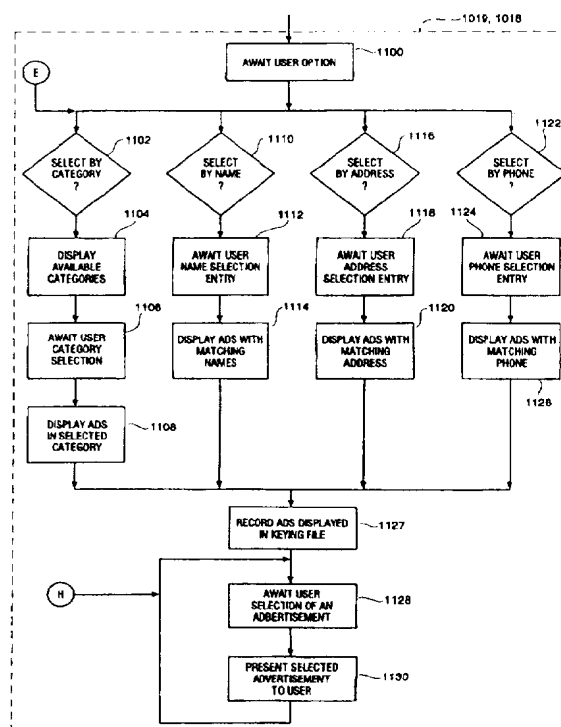 1019, 1018
AWAIT USER OPTION
1100
E
SELECT BY
CATEGORY
?
1102
SELECT
BY NAME
?
1110
SELECT
BY ADDRESS
?
1116
SELECT
BY PHONE
?
1122
DISPLAY
AVAILABLE
CATEGORIES
1104
AWAIT USER
NAME SELECTION
ENTRY
1112
AWAIT USER
ADDRESS
SELECTION ENTRY
1118
AWAIT USER
PHONE SELECTION
ENTRY
1124
AWAIT USER
CATEGORY
SELECTION
1106
DISPLAY ADS WITH
MATCHING
NAMES
1114
DISPLAY ADS WITH
MATCHING
ADDRESS
1120
DISPLAY ADS WITH
MATCHING
PHONE
1126
DISPLAY ADS
IN SELECTED
CATEGORY
1108
RECORD ADS DISPLAYED
IN KEYING FILE
1127
H
AWAIT USER
SELECTION OF AN
ADBERTISEMENT
1128
PRESENT SELECTED
ADVERTISEMENT
TO USER
1130